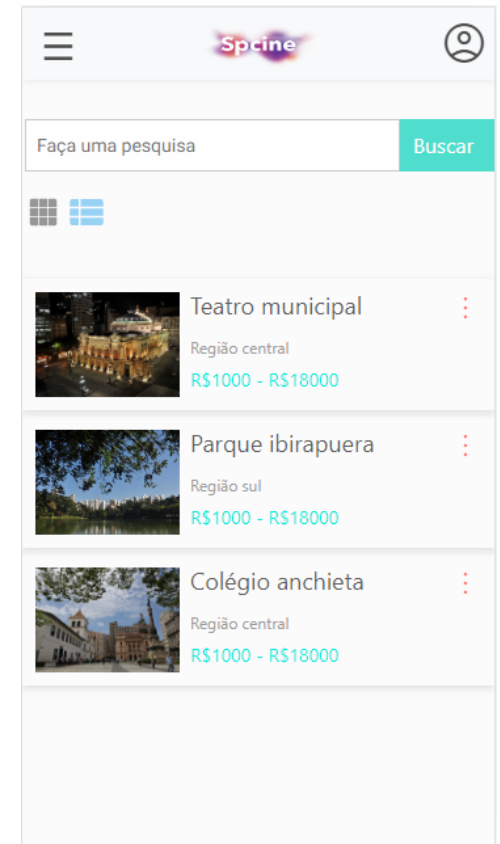 Spcine
Faça uma pesquisa
Buscar
Teatro municipal
Região central
R$1000 - R$18000
Parque ibirapuera
Região sul
R$1000 - R$18000
Colégio anchieta
Região central
R$1000 - R$18000